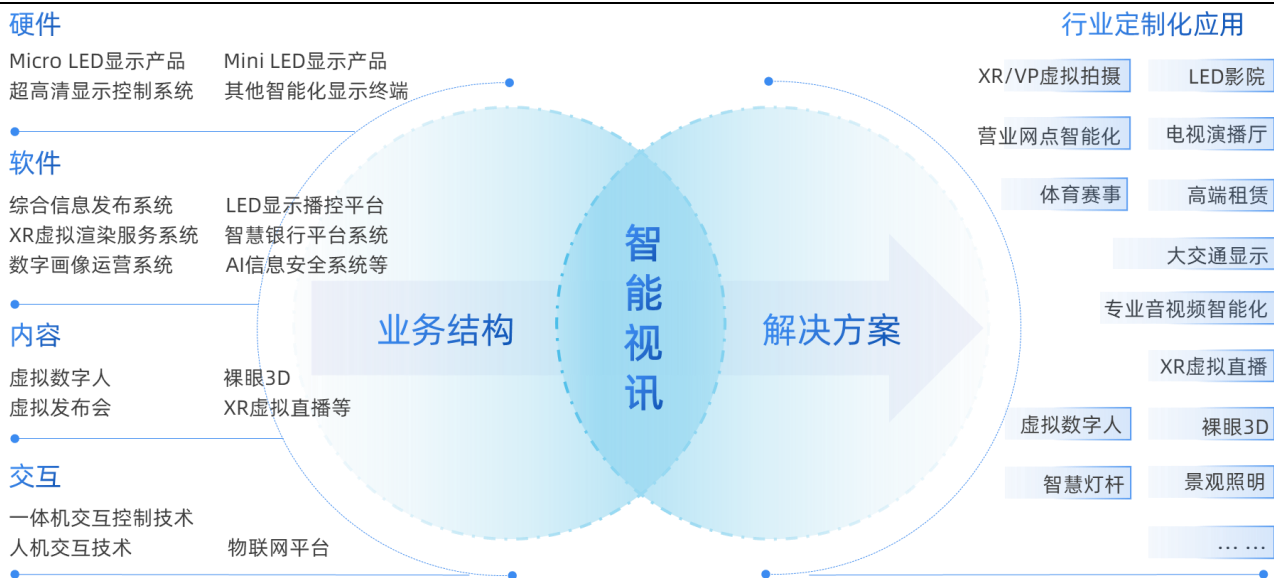 硬件
Micro LED显示产品 Mini LED显示产品
超高清显示控制系统 其他智能化显示终端
软件
综合信息发布系统 LED显示播控平台
XR虚拟渲染服务系统 智慧银行平台系统
数字画像运营系统 AI信息安全系统等
内容
虚拟数字人 裸眼3D
虚拟发布会 XR虚拟直播等
交互
一体机交互控制技术
人机交互技术 物联网平台
业务结构
智
能
视
讯
解决方案
行业定制化应用
XR/VP虚拟拍摄 LED影院
营业网点智能化 电视演播厅
体育赛事 高端租赁
大交通显示
专业音视频智能化
XR虚拟直播
虚拟数字人 裸眼3D
智慧灯杆 景观照明
... ...